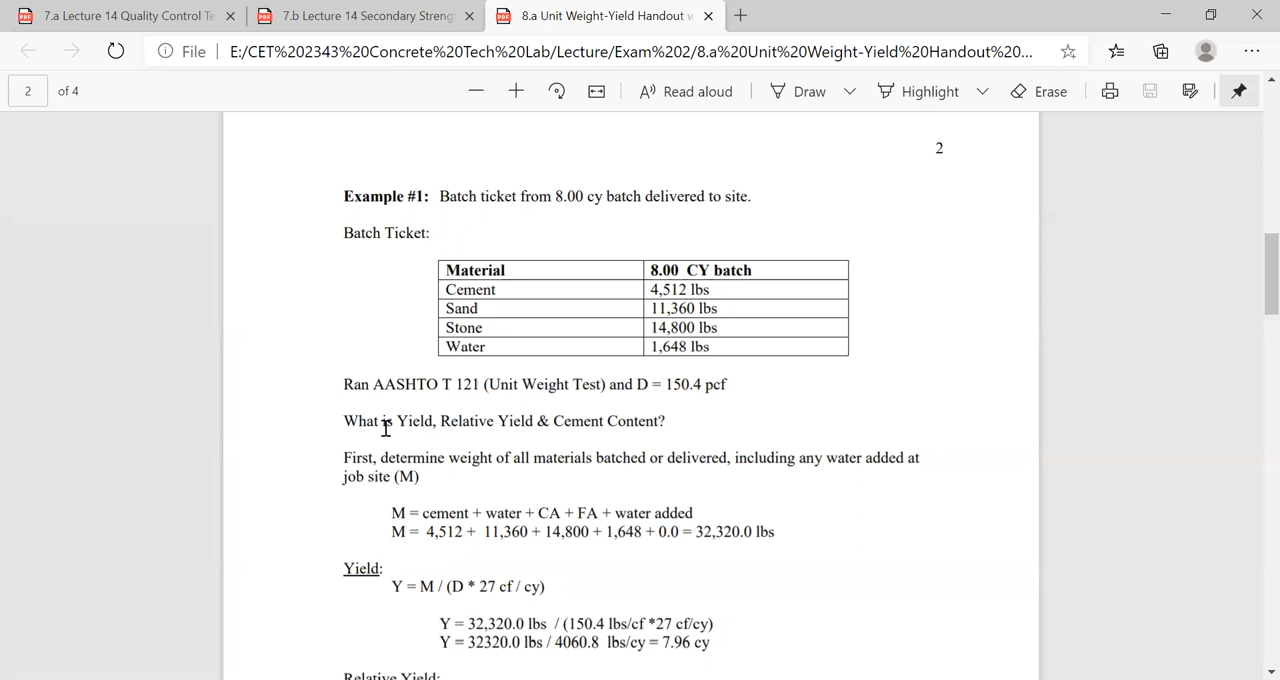 7.a Lecture 14 Quality Control Te
7.b Lecture 14 Secondary Streng
8.a Unit Weight-Yield Handout w
File
E:/CET%202343%20Concrete%20Tech%20Lab/Lecture/Exam%202/8.a%20Unit%20Weight-Yield%20Handout%20...
2 of 4
Read aloud
Draw
Highlight
Erase
2
Example #1: Batch ticket from 8.00 cy batch delivered to site.
Batch Ticket:
Material 8.00 CY batch
Cement 4,512 lbs
Sand 11,360 lbs
Stone 14,800 lbs
Water 1,648 lbs
Ran AASHTO T 121 (Unit Weight Test) and D = 150.4 pcf
What is Yield, Relative Yield & Cement Content?
First, determine weight of all materials batched or delivered, including any water added at
job site (M)
M = cement + water + CA + FA + water added
M = 4,512 + 11,360 + 14,800 + 1,648 + 0.0 = 32,320.0 lbs
Yield:
Y = M / (D * 27 cf / cy)
Y = 32,320.0 lbs / (150.4 lbs/cf *27 cf/cy)
Y = 32320.0 lbs / 4060.8 lbs/cy = 7.96 cy
Relative Yield: